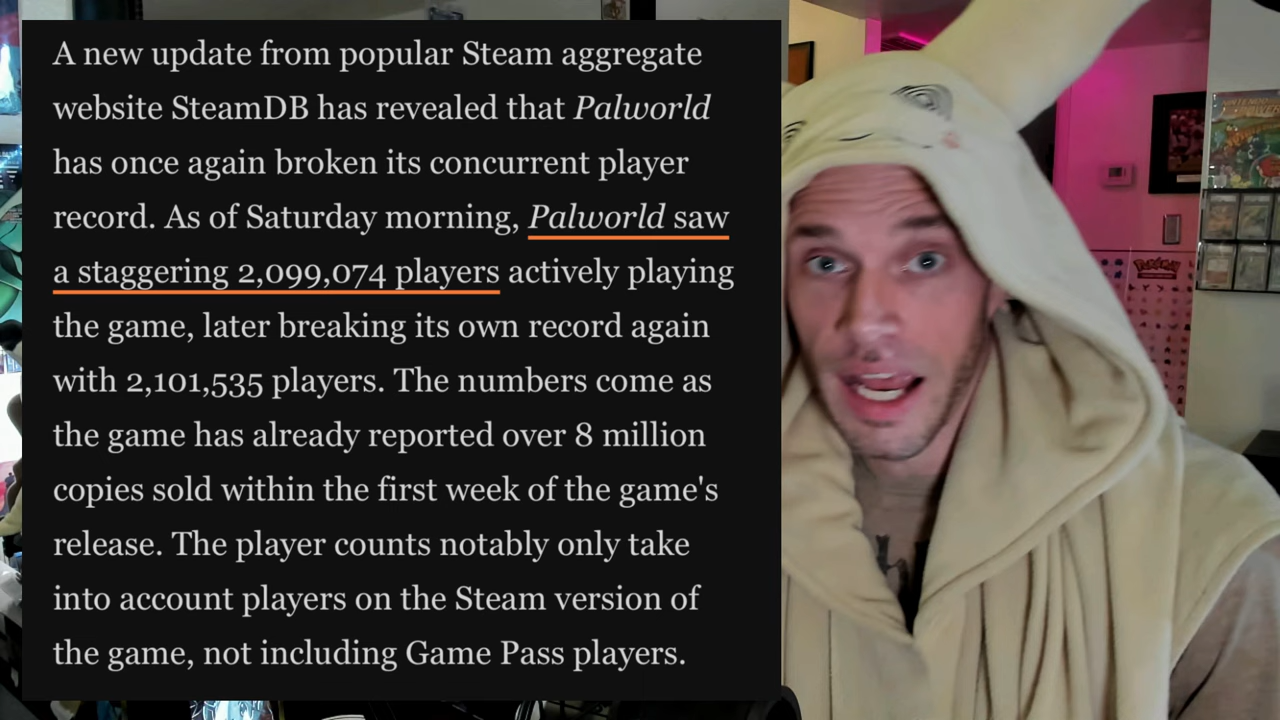 A new update from popular Steam aggregate
website SteamDB has revealed that Palworld
has once again broken its concurrent player
record. As of Saturday morning, Palworld saw
a staggering 2,099,074 players actively playing
the game, later breaking its own record again
with 2,101,535 players. The numbers come as
the game has already reported over 8 million
copies sold within the first week of the game's
release. The player counts notably only take
into account players on the Steam version of
the game, not including Game Pass players.
Pokémon